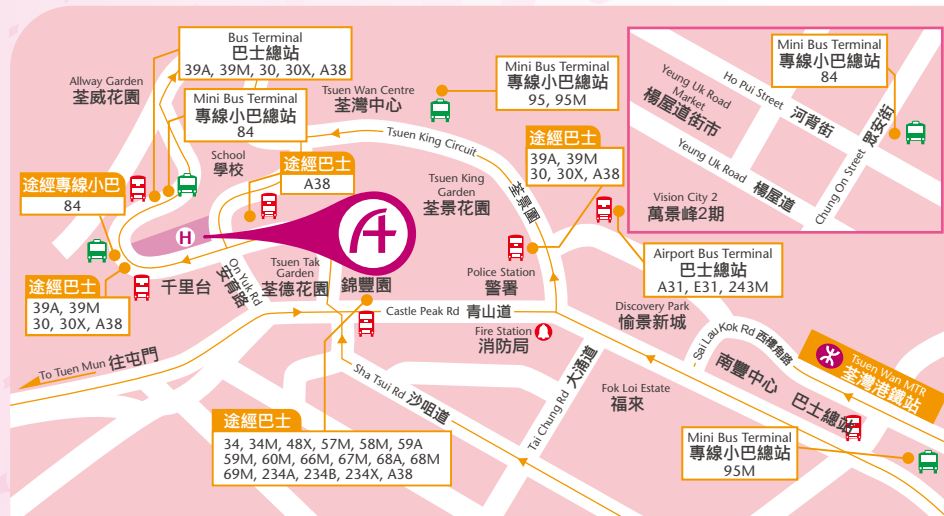 Bus Terminal
巴士總站
39A, 39M, 30, 30X, A38
Allway Garden
荃威花園
Mini Bus Terminal
專線小巴總站
84
Tsuen Wan Centre
荃灣中心
Mini Bus Terminal
專線小巴總站
95, 95M
Mini Bus Terminal
專線小巴總站
84
Yeung Uk Road
Market
楊屋道街市
Ho Pui Street
河背街
Yeung Uk Road
楊屋道
Chung On Street
眾安街
Vision City 2
萬景峰2期
School
學校
途經巴士
A38
Tsuen King Circuit
荃景圍
Tsuen King
Garden
荃景花園
途經巴士
39A, 39M
30, 30X, A38
途經專線小巴
84
H
途經巴士
39A, 39M
30, 30X, A38
千里台
On Yuk Rd
安育路
Tsuen Tak
Garden
荃德花園
錦豐園
Police Station
警署
Airport Bus Terminal
巴士總站
A31, E31, 243M
Castle Peak Rd 青山道
Fire Station
消防局
Discovery Park
愉景新城
Sai Lau Kok Rd 西樓角路
Tsuen Wan MTR
荃灣港鐵站
To Tuen Mun 往屯門
Sha Tsui Rd 沙咀道
Tai Chung Rd 大涌道
Fok Loi Estate
福來
南豐中心
巴士總站
途經巴士
34, 34M, 48X, 57M, 58M, 59A
59M, 60M, 66M, 67M, 68A, 68M
69M, 234A, 234B, 234X, A38
Mini Bus Terminal
專線小巴總站
95M